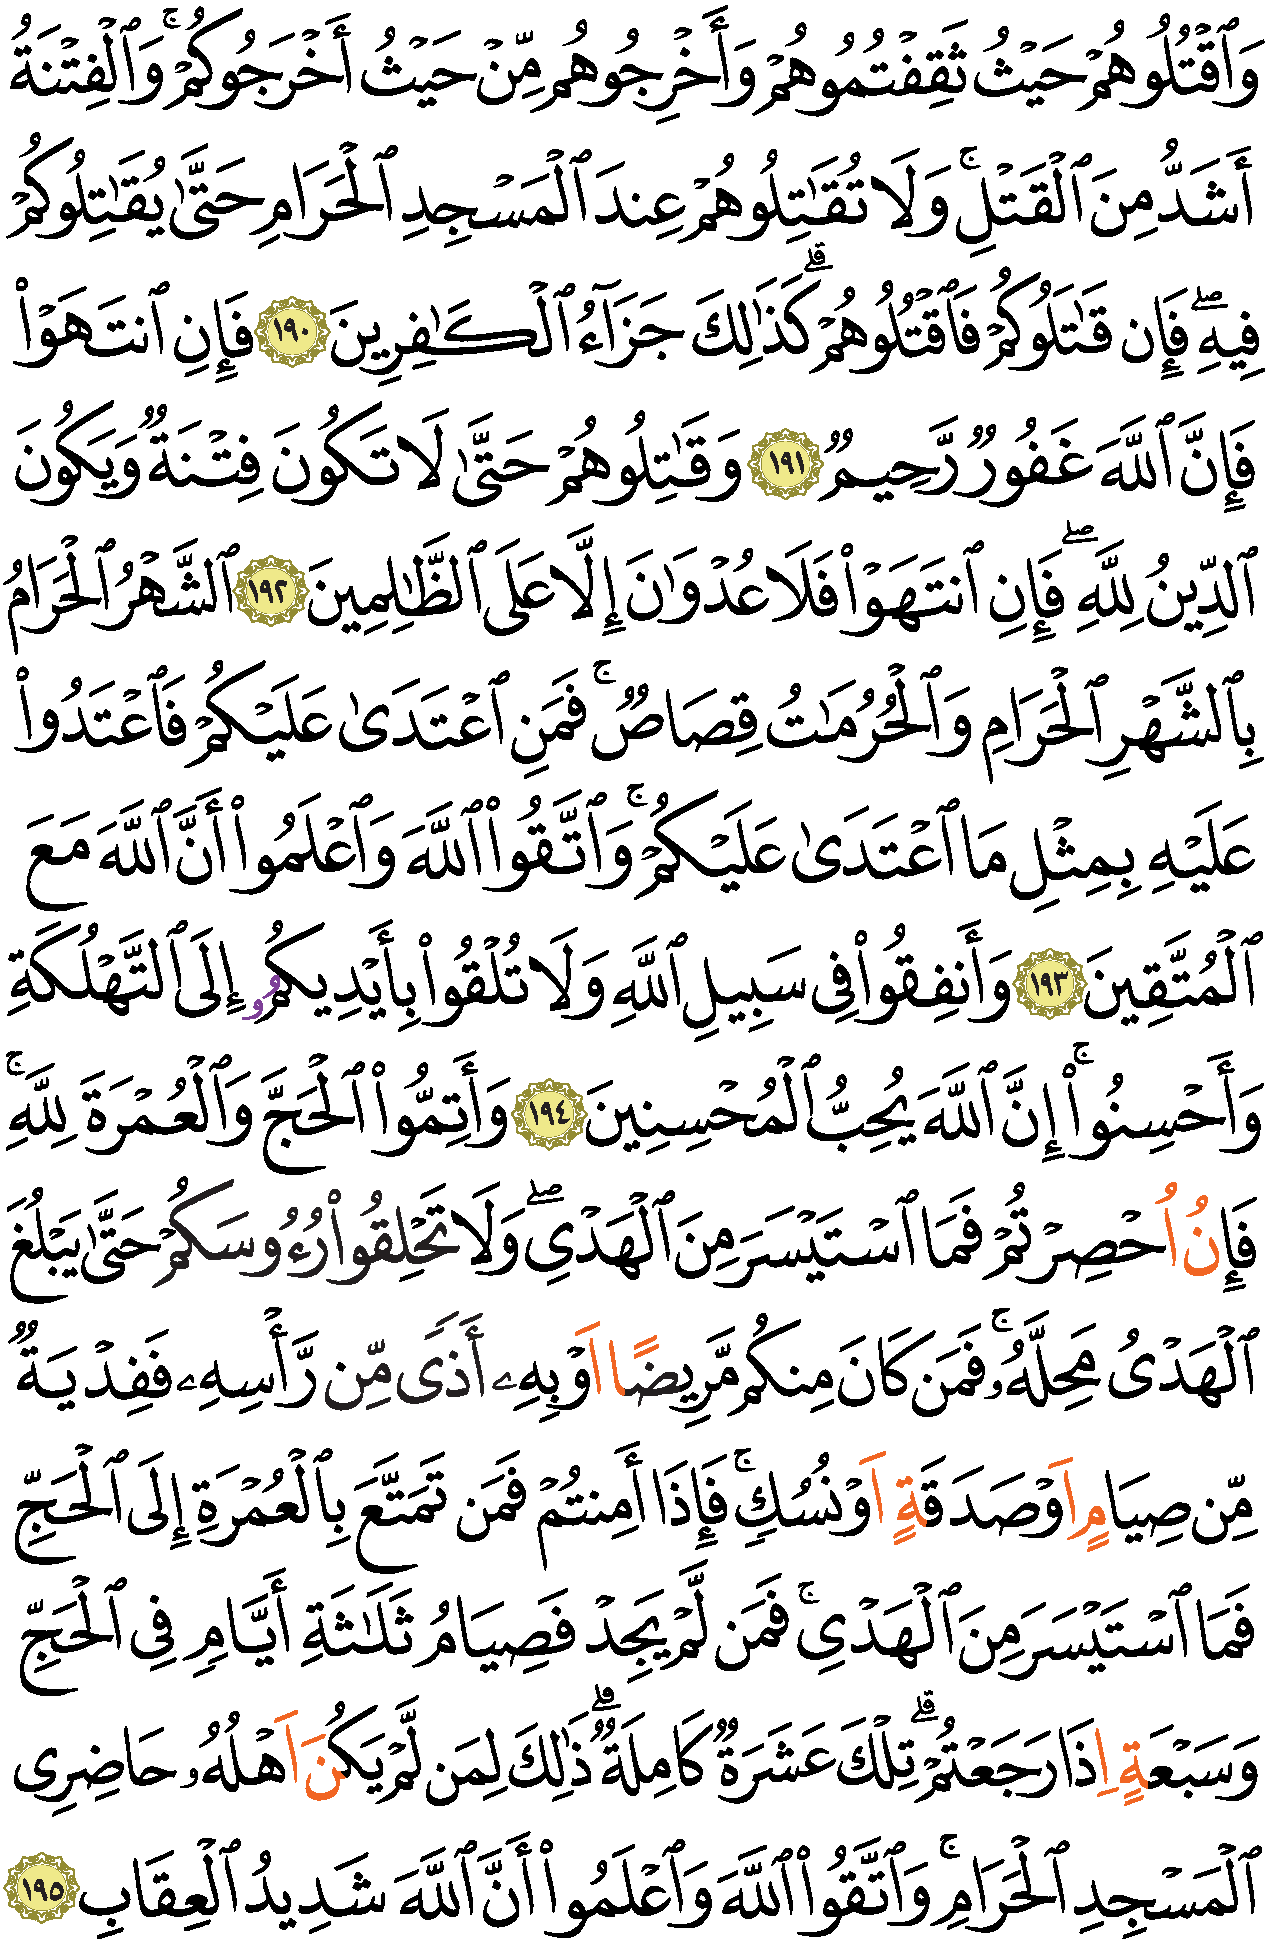 وَٱقۡتُلُوهُمۡ حَيۡثُ ثَقِفۡتُمُوهُمۡ وَأَخۡرِجُوهُم مِّنۡ حَيۡثُ أَخۡرَجُوكُمۡۚ وَٱلۡفِتۡنَةُ
أَشَدُّ مِنَ ٱلۡقَتۡلِۚ وَلَا تُقَٰتِلُوهُمۡ عِندَ ٱلۡمَسۡجِدِ ٱلۡحَرَامِ حَتَّىٰ يُقَٰتِلُوكُمۡ
فِيهِۖ فَإِن قَٰتَلُوكُمۡ فَٱقۡتُلُوهُمۡۗ كَذَٰلِكَ جَزَآءُ ٱلۡكَٰفِرِينَ ١٩٠ فَإِنِ ٱنتَهَوۡاْ
فَإِنَّ ٱللَّهَ غَفُورٞ رَّحِيمٞ ١٩١ وَقَٰتِلُوهُمۡ حَتَّىٰ لَا تَكُونَ فِتۡنَةٞ وَيَكُونَ
ٱلدِّينُ لِلَّهِۖ فَإِنِ ٱنتَهَوۡاْ فَلَا عُدۡوَٰنَ إِلَّا عَلَى ٱلظَّٰلِمِينَ ١٩٢ ٱلشَّهۡرُ ٱلۡحَرَامُ
بِٱلشَّهۡرِ ٱلۡحَرَامِ وَٱلۡحُرُمَٰتُ قِصَاصٞۚ فَمَنِ ٱعۡتَدَىٰ عَلَيۡكُمۡ فَٱعۡتَدُواْ
عَلَيۡهِ بِمِثۡلِ مَا ٱعۡتَدَىٰ عَلَيۡكُمۡۚ وَٱتَّقُواْ ٱللَّهَ وَٱعۡلَمُواْ أَنَّ ٱللَّهَ مَعَ
ٱلۡمُتَّقِينَ ١٩٣ وَأَنفِقُواْ فِي سَبِيلِ ٱللَّهِ وَلَا تُلۡقُواْ بِأَيۡدِيكُمُۥ إِلَى ٱلتَّهۡلُكَةِ
وَأَحۡسِنُوٓاْۚ إِنَّ ٱللَّهَ يُحِبُّ ٱلۡمُحۡسِنِينَ ١٩٤ وَأَتِمُّواْ ٱلۡحَجَّ وَٱلۡعُمۡرَةَ لِلَّهِۚ
فَإِنُ اُحۡصِرۡتُمۡ فَمَا ٱسۡتَيۡسَرَ مِنَ ٱلۡهَدۡيِۖ وَلَا تَحۡلِقُواْ رُءُوسَكُمۡ حَتَّىٰ يَبۡلُغَ
ٱلۡهَدۡيُ مَحِلَّهُۥۚ فَمَن كَانَ مِنكُم مَّرِيضًا اَوۡ بِهِۦ أَذٗى مِّن رَّأۡسِهِۦ فَفِدۡيَةٞ
مِّن صِيَامٍ اَوۡ صَدَقَةٍ اَوۡ نُسُكٖۚ فَإِذَا أَمِنتُمۡ فَمَن تَمَتَّعَ بِٱلۡعُمۡرَةِ إِلَى ٱلۡحَجِّ
فَمَا ٱسۡتَيۡسَرَ مِنَ ٱلۡهَدۡيِۚ فَمَن لَّمۡ يَجِدۡ فَصِيَامُ ثَلَٰثَةِ أَيَّامٖ فِي ٱلۡحَجِّ
وَسَبۡعَةٍ اِذَا رَجَعۡتُمۡۗ تِلۡكَ عَشَرَةٞ كَامِلَةٞۗ ذَٰلِكَ لِمَن لَّمۡ يَكُنَ اَهۡلُهُۥ حَاضِرِي
ٱلۡمَسۡجِدِ ٱلۡحَرَامِۚ وَٱتَّقُواْ ٱللَّهَ وَٱعۡلَمُواْ أَنَّ ٱللَّهَ شَدِيدُ ٱلۡعِقَابِ ١٩٥